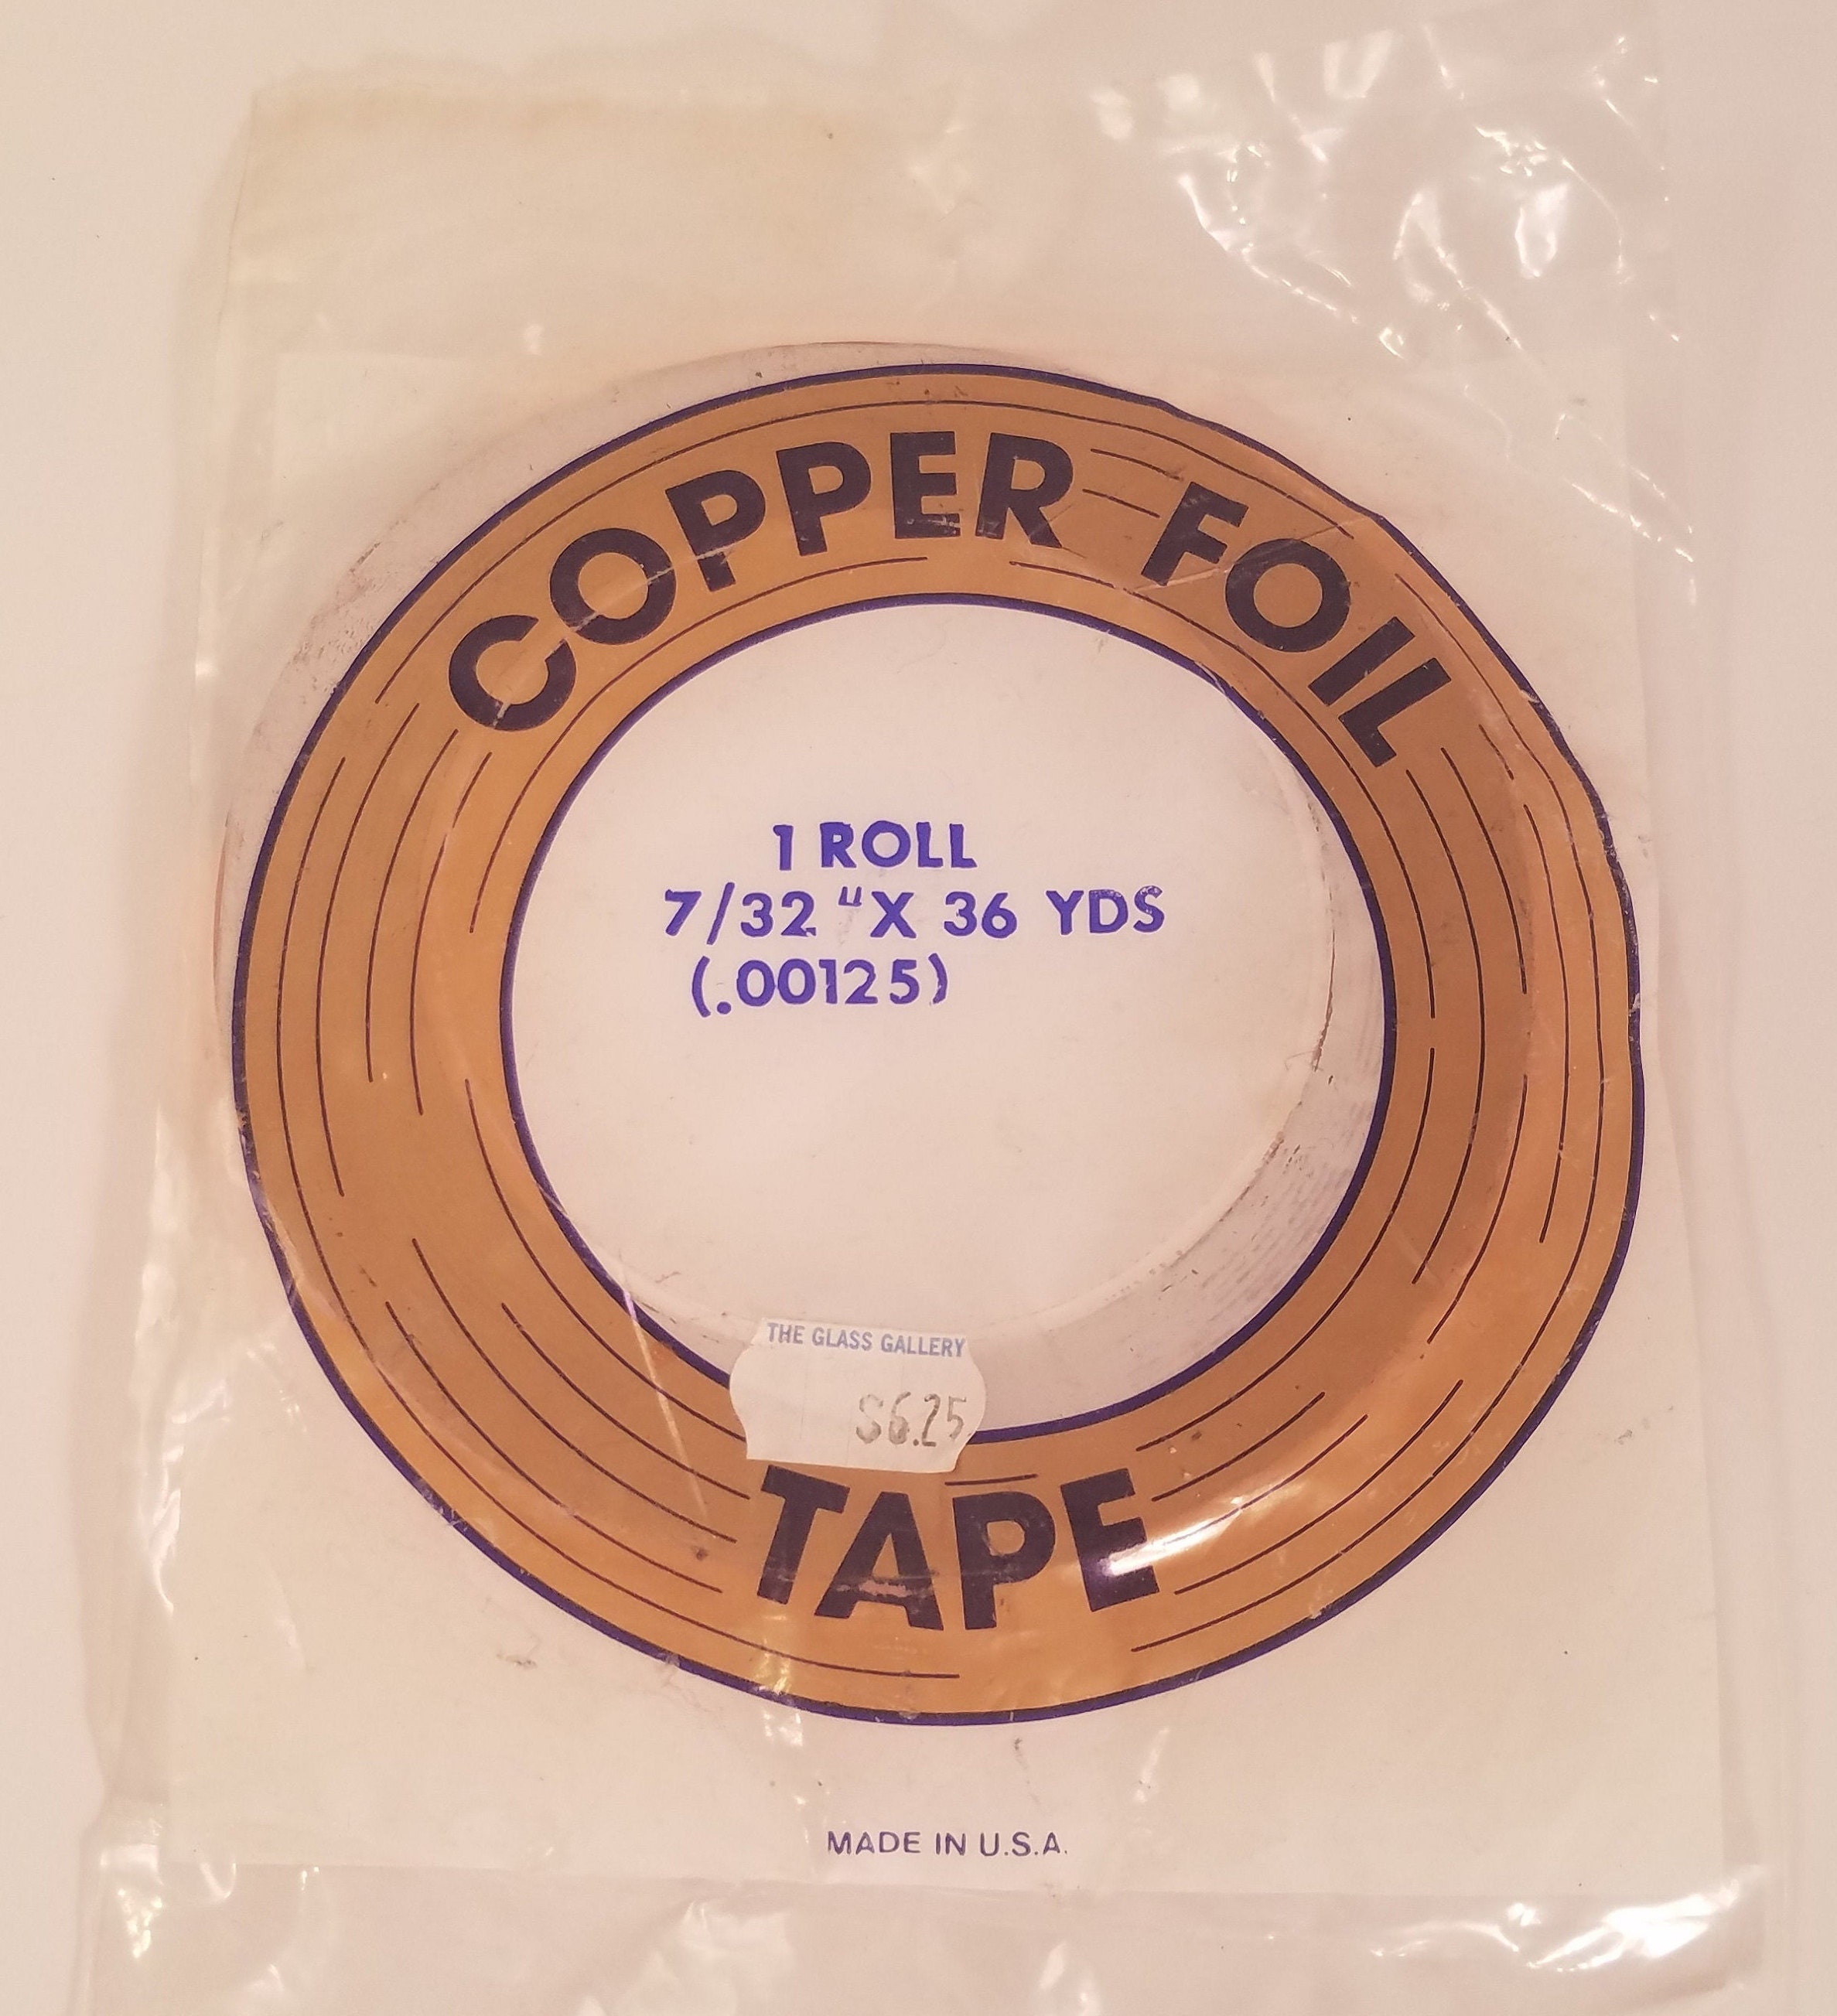 COPPER FOIL
1 ROLL
7/32 "X 36 YDS
(.00125)
THE GLASS GALLERY
$6.25
TAPE
MADE IN U.S.A.